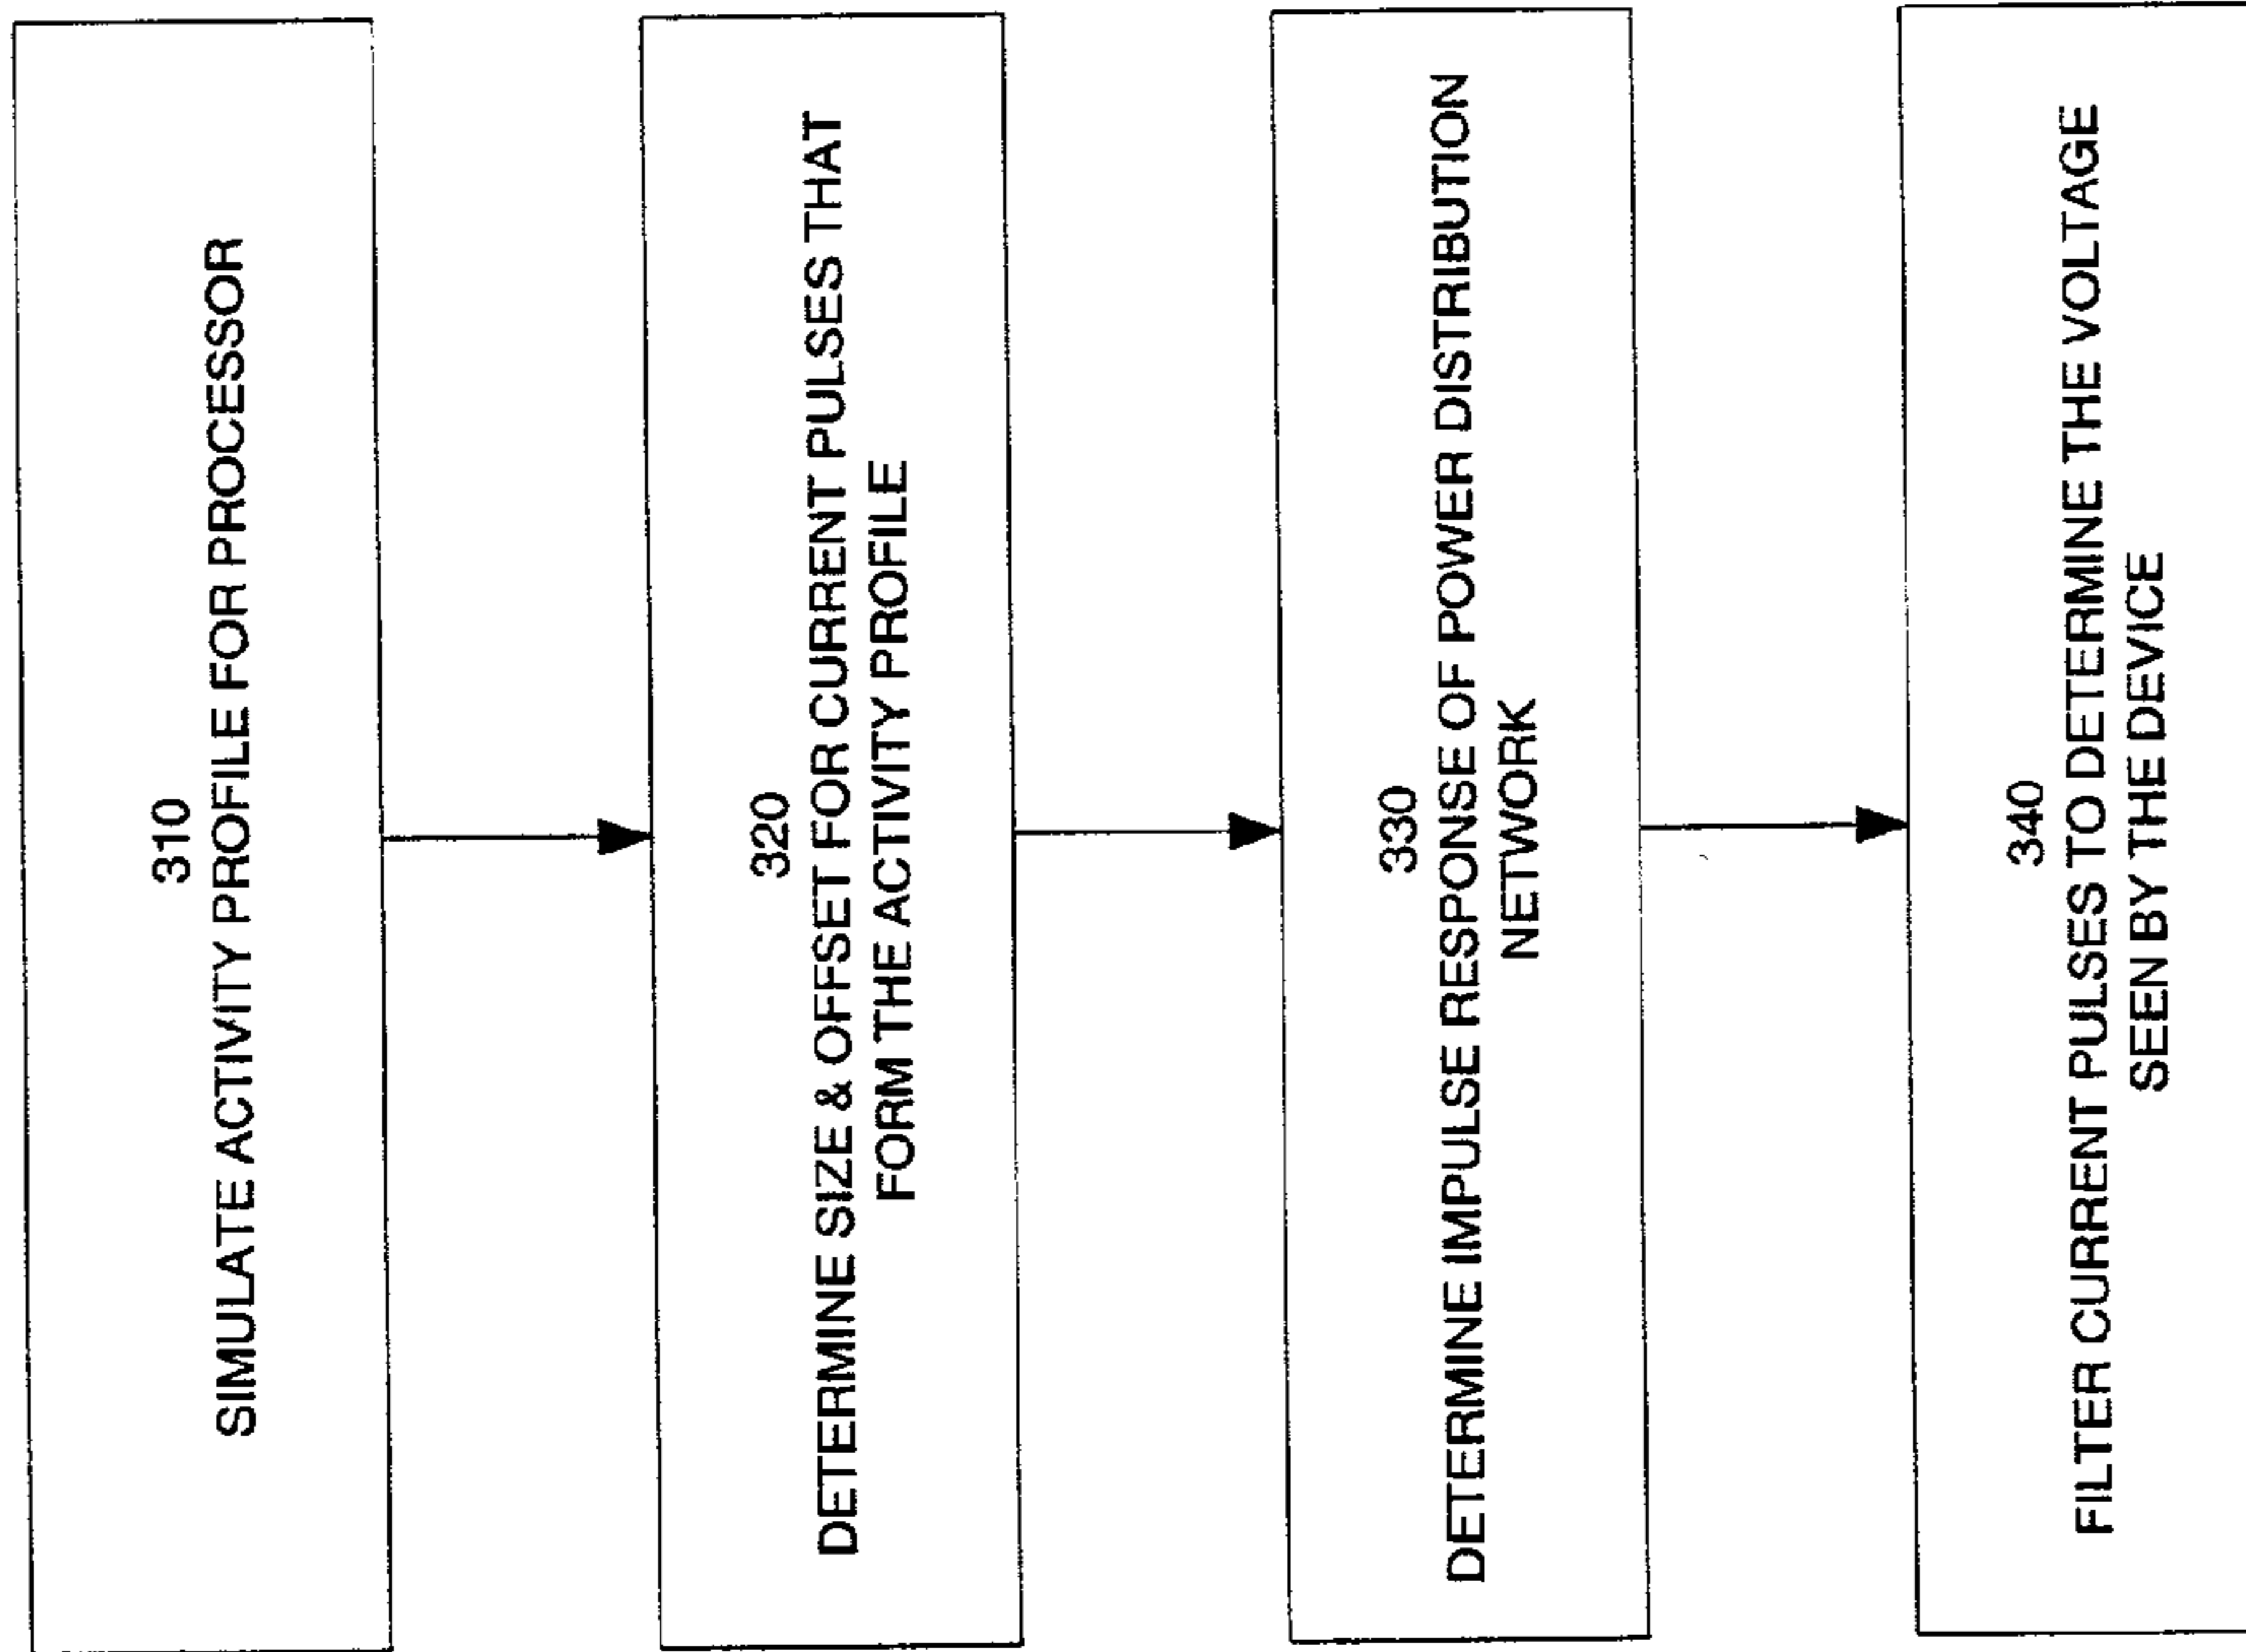 310
SIMULATE ACTIVITY PROFILE FOR PROCESSOR
320
DETERMINE SIZE & OFFSET FOR CURRENT PULSES THAT
FORM THE ACTIVITY PROFILE
330
DETERMINE IMPULSE RESPONSE OF POWER DISTRIBUTION
NETWORK
340
FILTER CURRENT PULSES TO DETERMINE THE VOLTAGE
SEEN BY THE DEVICE